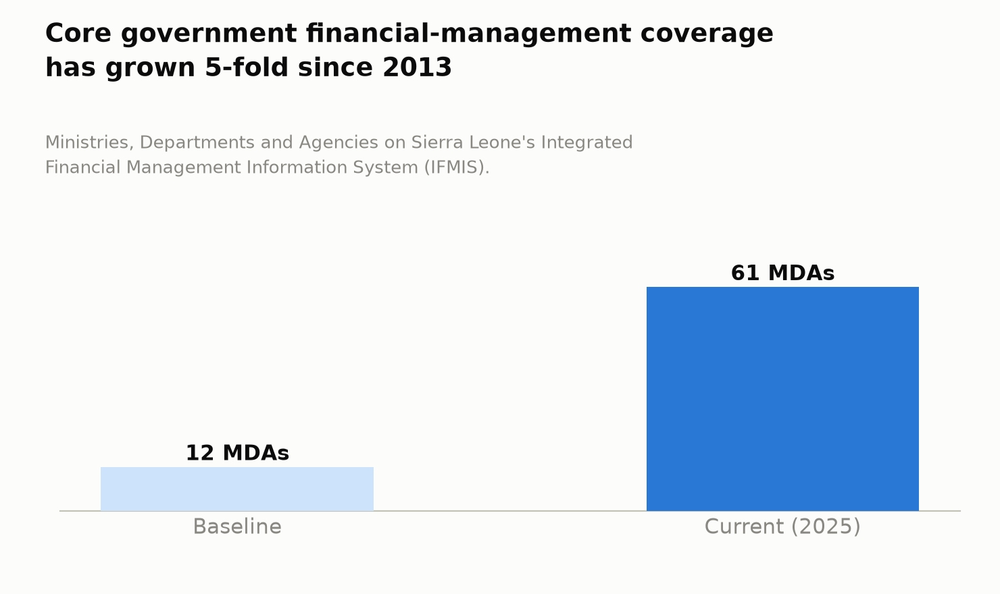 Core government financial-management coverage
has grown 5-fold since 2013
Ministries, Departments and Agencies on Sierra Leone's Integrated
Financial Management Information System (IFMIS).
61 MDAs
12 MDAs
Baseline
Current (2025)